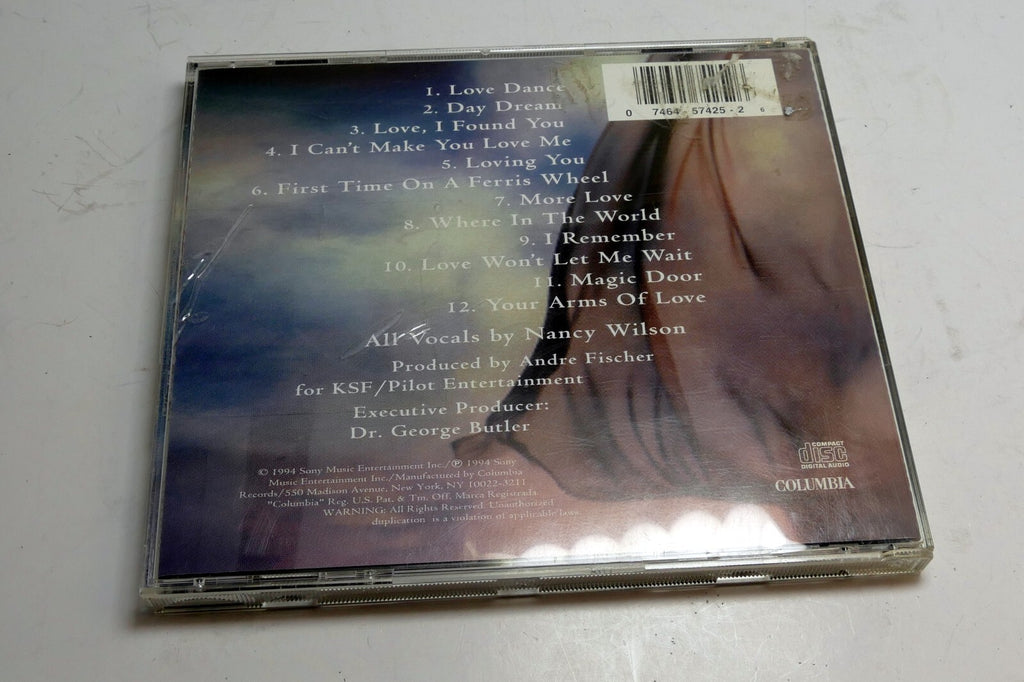 1. Love Dance
2. Day Dream
3. Love, I Found You
4. I Can't Make You Love Me
5. Loving You
6. First Time On A Ferris Wheel
7. More Love
8. Where In The World
9. I Remember
10. Love Won't Let Me Wait
11. Magic Door
12. Your Arms Of Love
All Vocals by Nancy Wilson
Produced by Andre Fischer
for KSF/Pilot Entertainment
Executive Producer:
Dr. George Butler
© 1994 Sony Music Entertainment Inc./℗ 1994 Sony
Music Entertainment Inc./Manufactured by Columbia
Records/550 Madison Avenue, New York, NY 10022-3211
"Columbia" Reg. U.S. Pat. & Tm. Off. Marca Registrada.
WARNING: All Rights Reserved. Unauthorized
duplication is a violation of applicable laws.
0 7464-57425-2 6
COMPACT
disc
DIGITAL AUDIO
COLUMBIA